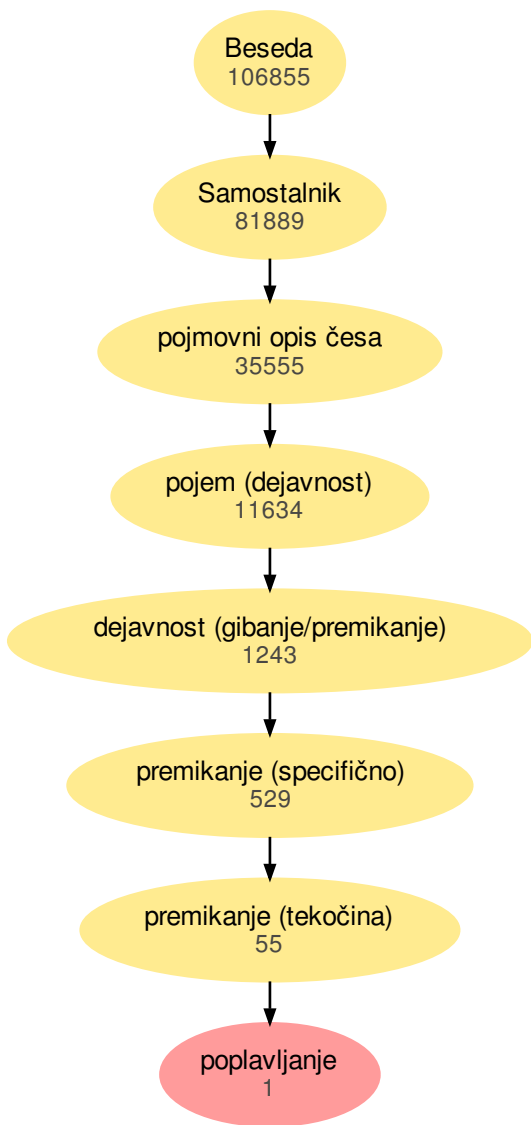 Beseda
106855
Samostalnik
81889
pojmovni opis česa
35555
pojem (dejavnost)
11634
dejavnost (gibanje/premikanje)
1243
premikanje (specifično)
529
premikanje (tekočina)
55
poplavljanje
1